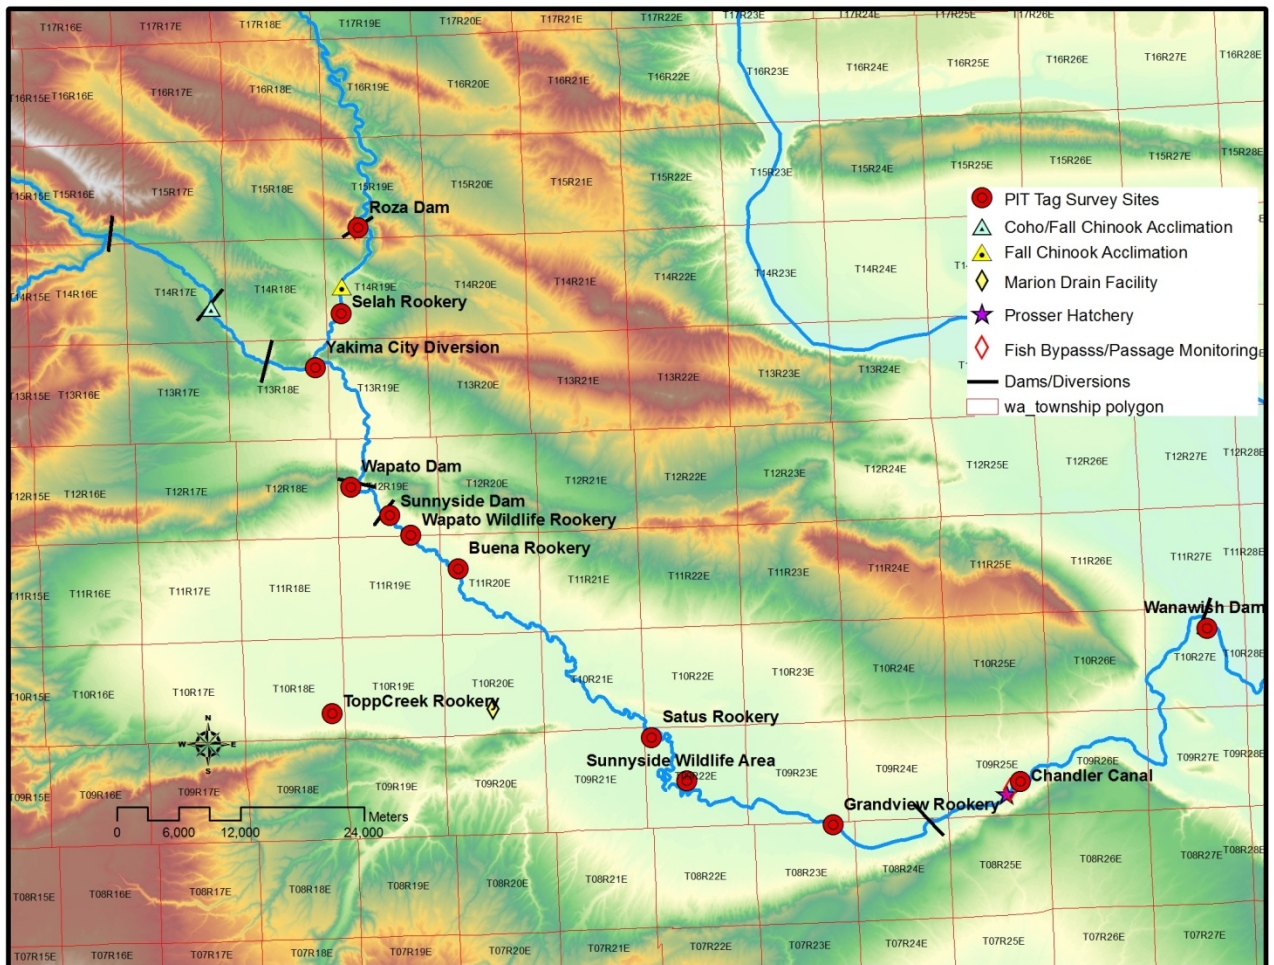 T17R16E
T17R17E
T17R18E
T17R19E
T17R20E
T17R21E
T17R22E
T17R23E
T17R24E
T17R25E
T17R26E
T16R15E
T16R16E
T16R17E
T16R18E
T16R19E
T16R20E
T16R21E
T16R22E
T16R23E
T16R24E
T16R25E
T16R26E
T16R27E
T16R28E
T15R15E
T15R16E
T15R17E
T15R18E
T15R19E
T15R20E
T15R21E
T15R22E
T15R23E
T15R24E
T15R25E
T15R26E
T15R27E
T15R28E
Roza Dam
PIT Tag Survey Sites
Coho/Fall Chinook Acclimation
Fall Chinook Acclimation
Marion Drain Facility
Prosser Hatchery
Fish Bypasss/Passage Monitoring
Dams/Diversions
wa_township polygon
T14R15E
T14R16E
T14R17E
T14R18E
T14R19E
T14R20E
T14R21E
T14R22E
T14R23E
T14R24E
Selah Rookery
Yakima City Diversion
T13R15E
T13R16E
T13R17E
T13R18E
T13R19E
T13R20E
T13R21E
T13R22E
T13R23E
T13R24E
Wapato Dam
T12R15E
T12R16E
T12R17E
T12R18E
T12R19E
T12R20E
T12R21E
T12R22E
T12R23E
T12R24E
T12R25E
T12R26E
T12R27E
T12R28E
Sunnyside Dam
Wapato Wildlife Rookery
Buena Rookery
T11R15E
T11R16E
T11R17E
T11R18E
T11R19E
T11R20E
T11R21E
T11R22E
T11R23E
T11R24E
T11R25E
T11R26E
T11R27E
T11R28E
Wanawish Dam
T10R15E
T10R16E
T10R17E
T10R18E
T10R19E
T10R20E
T10R21E
T10R22E
T10R23E
T10R24E
T10R25E
T10R26E
T10R27E
T10R28E
ToppCreek Rookery
Satus Rookery
Sunnyside Wildlife Area
N
W E
S
T09R15E
T09R16E
T09R17E
T09R18E
T09R19E
T09R20E
T09R21E
T09R23E
T09R24E
T09R25E
T09R26E
T09R27E
T09R28E
Chandler Canal
Grandview Rookery
Meters
0 6,000 12,000 24,000
T08R15E
T08R16E
T08R17E
T08R18E
T08R19E
T08R20E
T08R21E
T08R22E
T08R23E
T08R24E
T08R25E
T08R26E
T08R27E
T08R28E
T07R15E
T07R16E
T07R17E
T07R18E
T07R19E
T07R20E
T07R21E
T07R22E
T07R23E
T07R24E
T07R25E
T07R26E
T07R27E